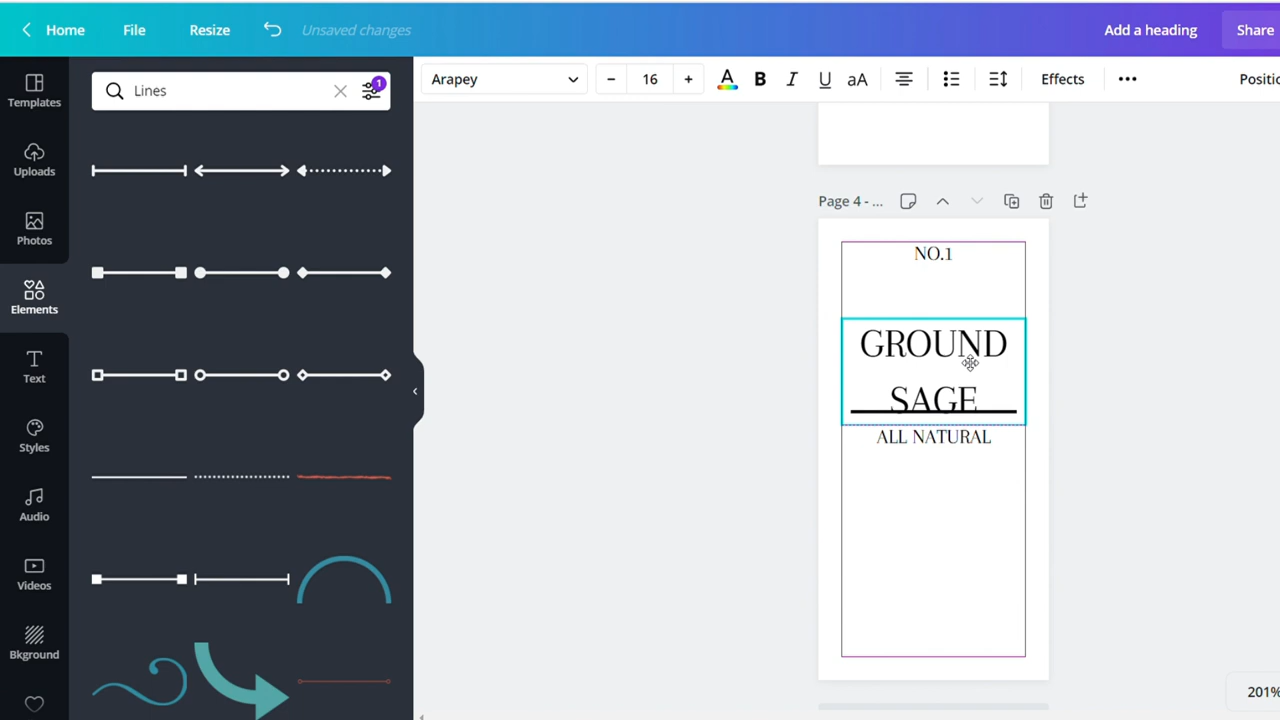 Home File Resize Unsaved changes Add a heading Share
Arapey 16 A B I U aA Effects
Lines 1
Templates
Uploads
Photos
Elements
Text
Styles
Audio
Videos
Bkground
Page 4 - ...
NO.1
GROUND
SAGE
ALL NATURAL
201%